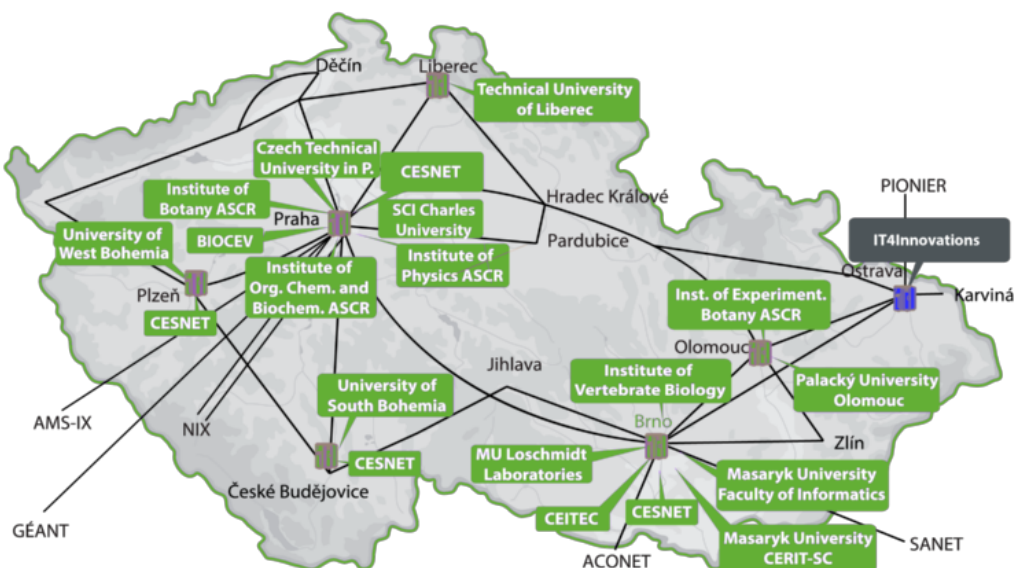 Děčín
Liberec
Technical University
of Liberec
Czech Technical
University in P.
CESNET
Institute of
Botany ASCR
Praha
SCI Charles
University
Hradec Králové
PIONIER
BIOCEV
University of
West Bohemia
Pardubice
IT4Innovations
Institute of
Physics ASCR
Institute of
Org. Chem. and
Biochem. ASCR
Ostrava
Plzeň
Karviná
CESNET
Inst. of Experiment.
Botany ASCR
Olomouc
Jihlava
Institute of
Vertebrate Biology
Palacký University
Olomouc
University of
South Bohemia
AMS-IX
NIX
Brno
Zlín
MU Loschmidt
Laboratories
CESNET
Masaryk University
Faculty of Informatics
České Budějovice
CEITEC
CESNET
GÉANT
Masaryk University
CERIT-SC
SANET
ACONET